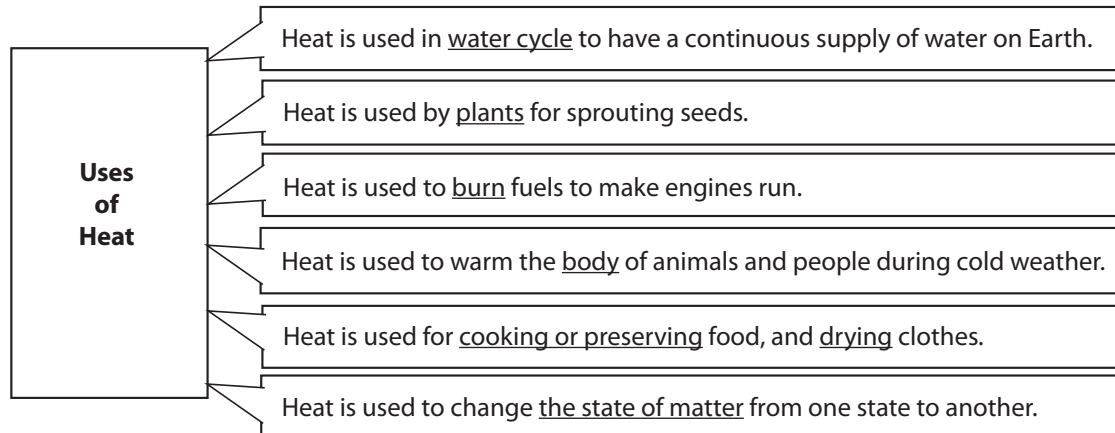 Heat is used in water cycle to have a continuous supply of water on Earth.
Heat is used by plants for sprouting seeds.
Uses
of
Heat
Heat is used to burn fuels to make engines run.
Heat is used to warm the body of animals and people during cold weather.
Heat is used for cooking or preserving food, and drying clothes.
Heat is used to change the state of matter from one state to another.